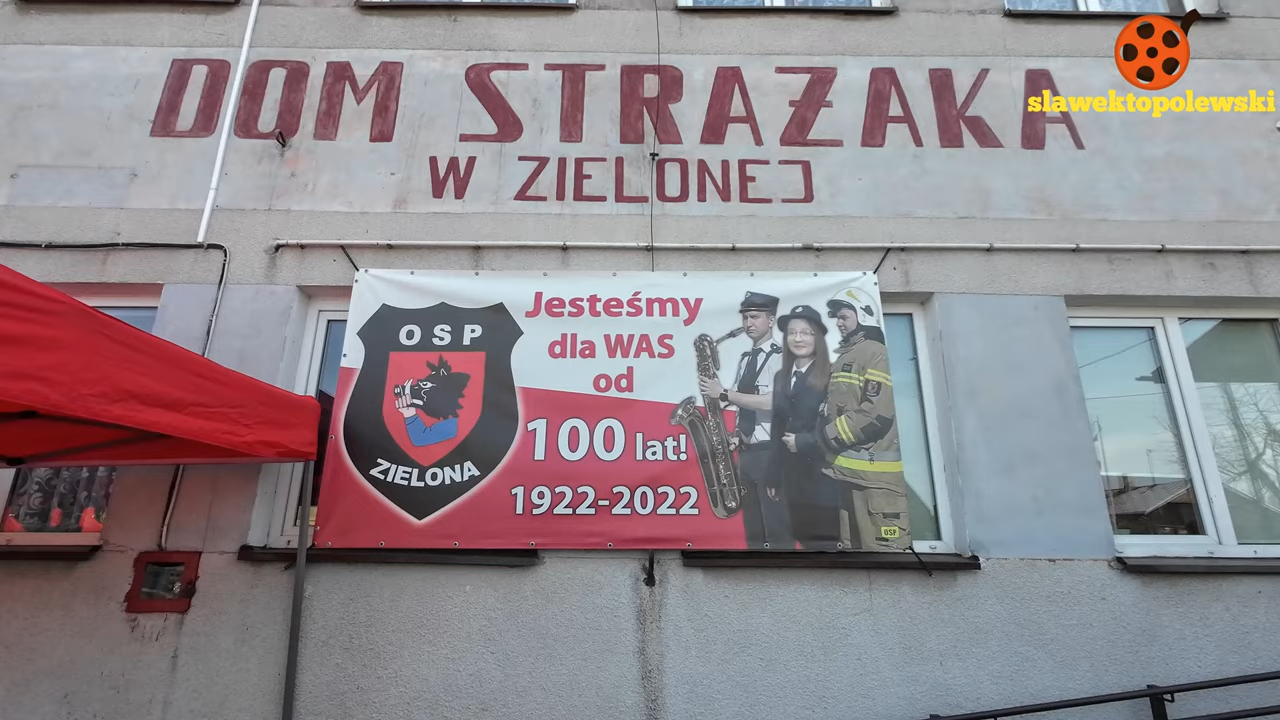 slawektopolewski
DOM STRAŻAKA
W ZIELONEJ
OSP
ZIELONA
Jesteśmy
dla WAS
od
100 lat!
1922-2022
OSP